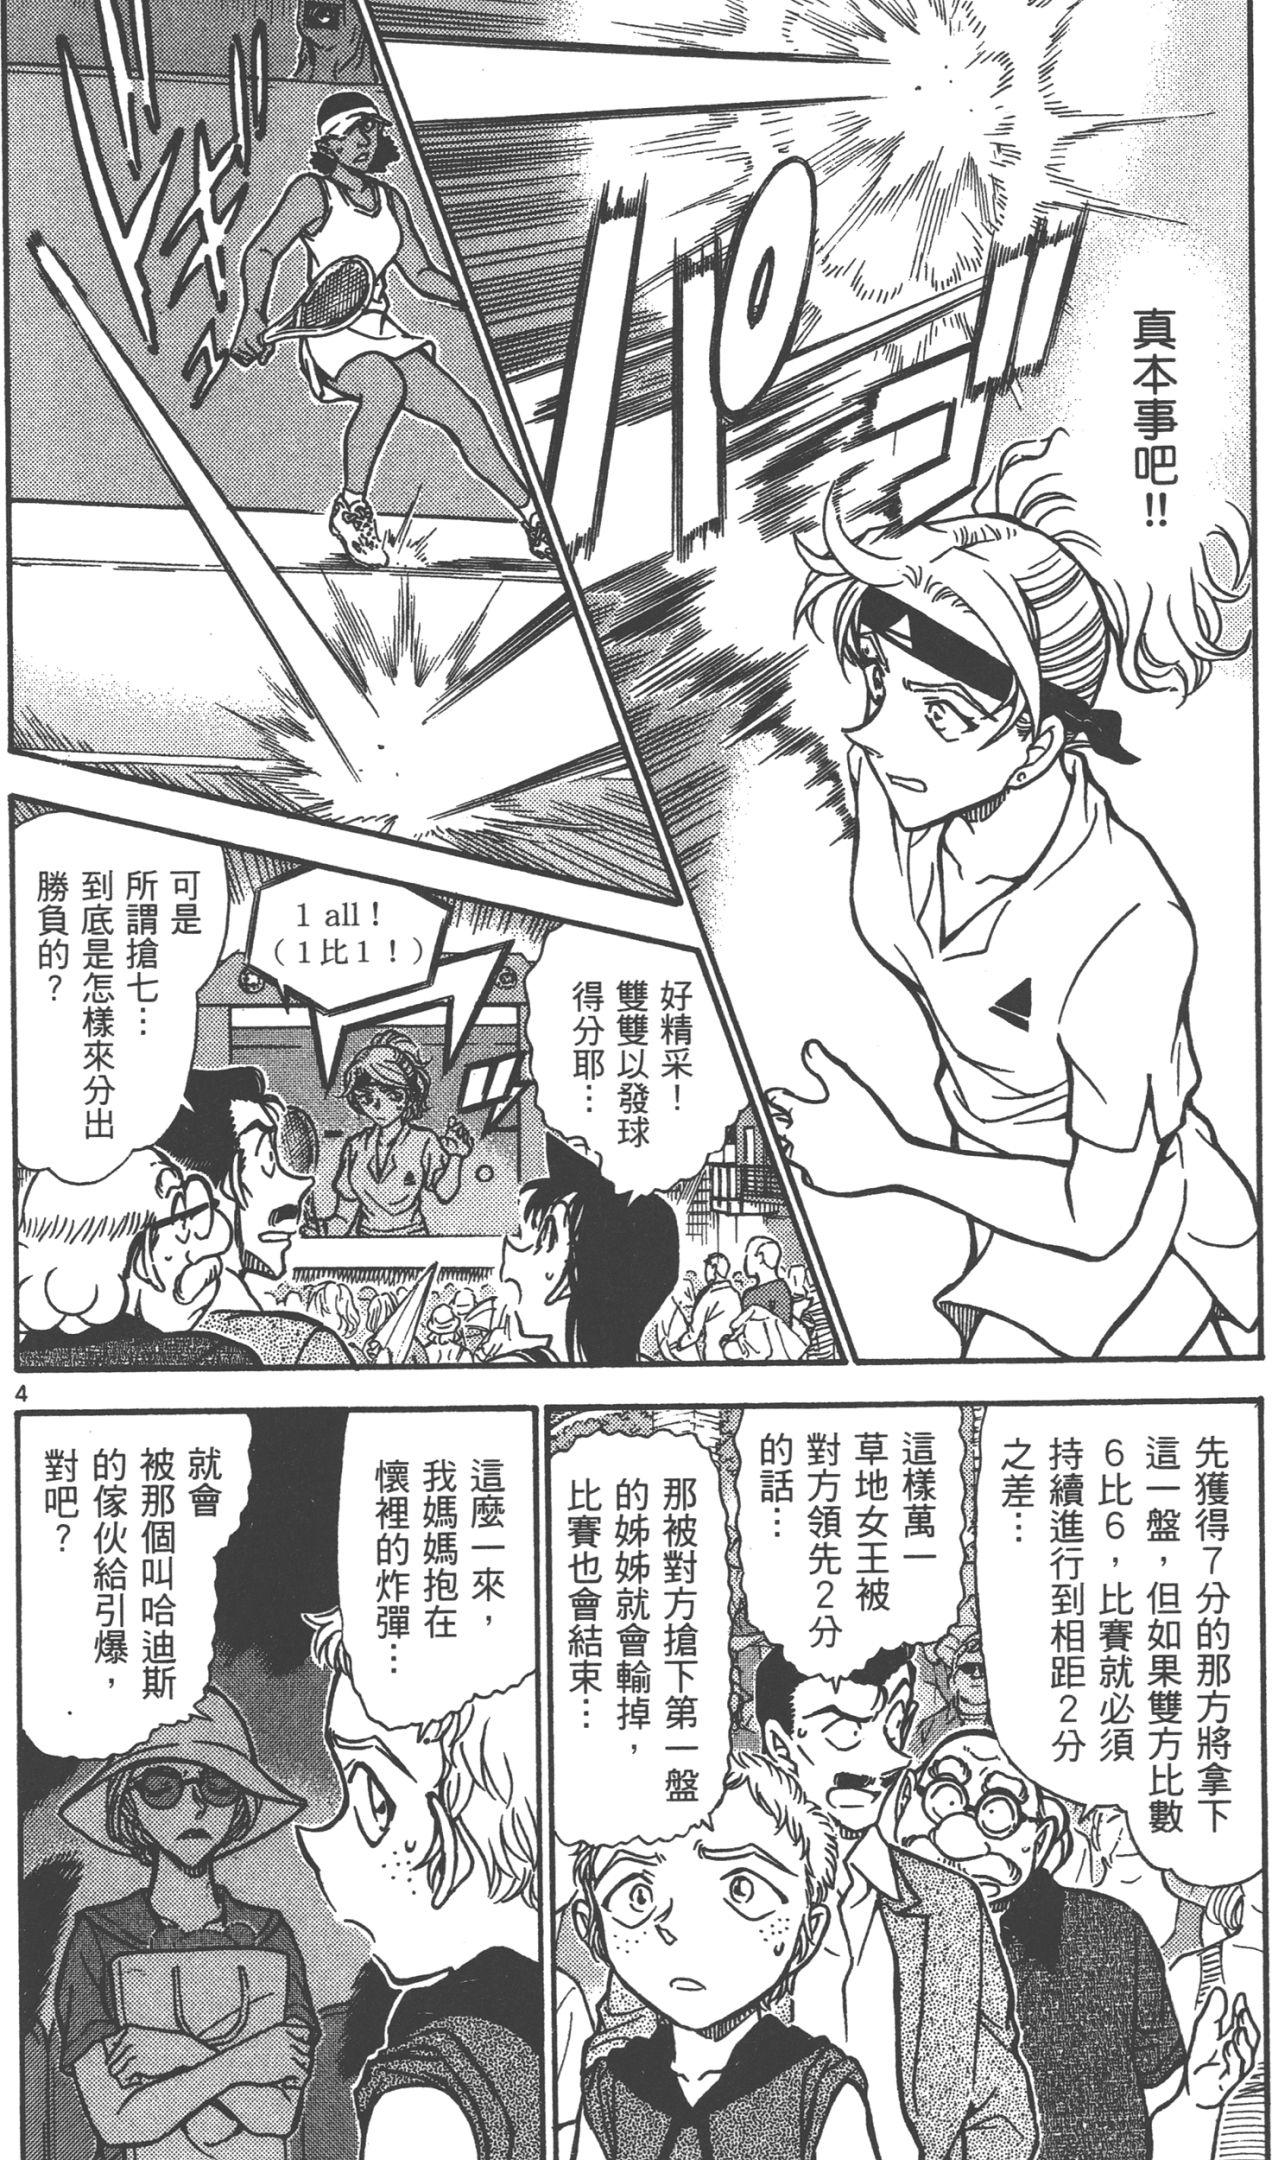 真本事吧!!
パコッ
好精采！
雙雙以發球
得分耶…
1 all！
（1比1！）
可是
所謂搶七…
到底是怎樣來分出
勝負的？
4
先獲得7分的那方將拿下
這一盤，但如果雙方比數
6比6，比賽就必須
持續進行到相距2分
之差…
這樣萬一
草地女王被
對方領先2分
的話…
那被對方搶下第一盤
的姊姊就會輸掉，
比賽也會結束…
這麼一來，
我媽媽抱在
懷裡的炸彈…
就會
被那個叫哈迪斯
的傢伙給引爆，
對吧？